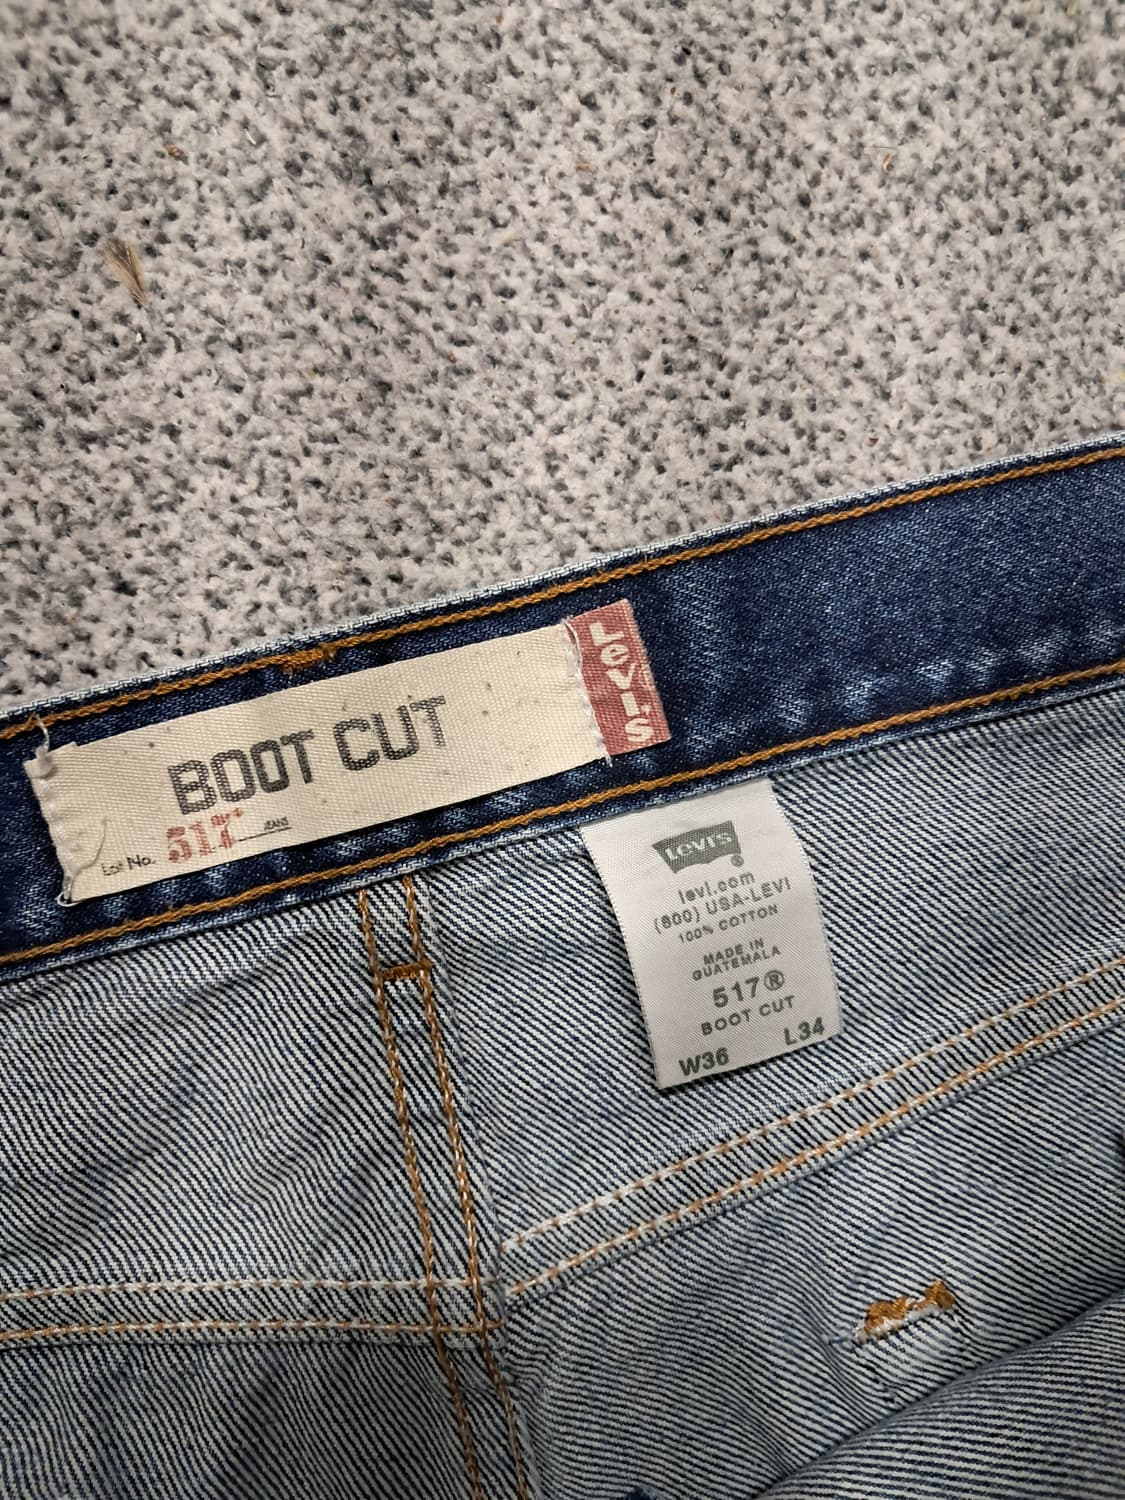 BOOT CUT
Lot No. 517 JEANS
Levi's
Levi's ®
levi.com
(800) USA-LEVI
100% COTTON
MADE IN
GUATEMALA
517®
BOOT CUT
W36 L34